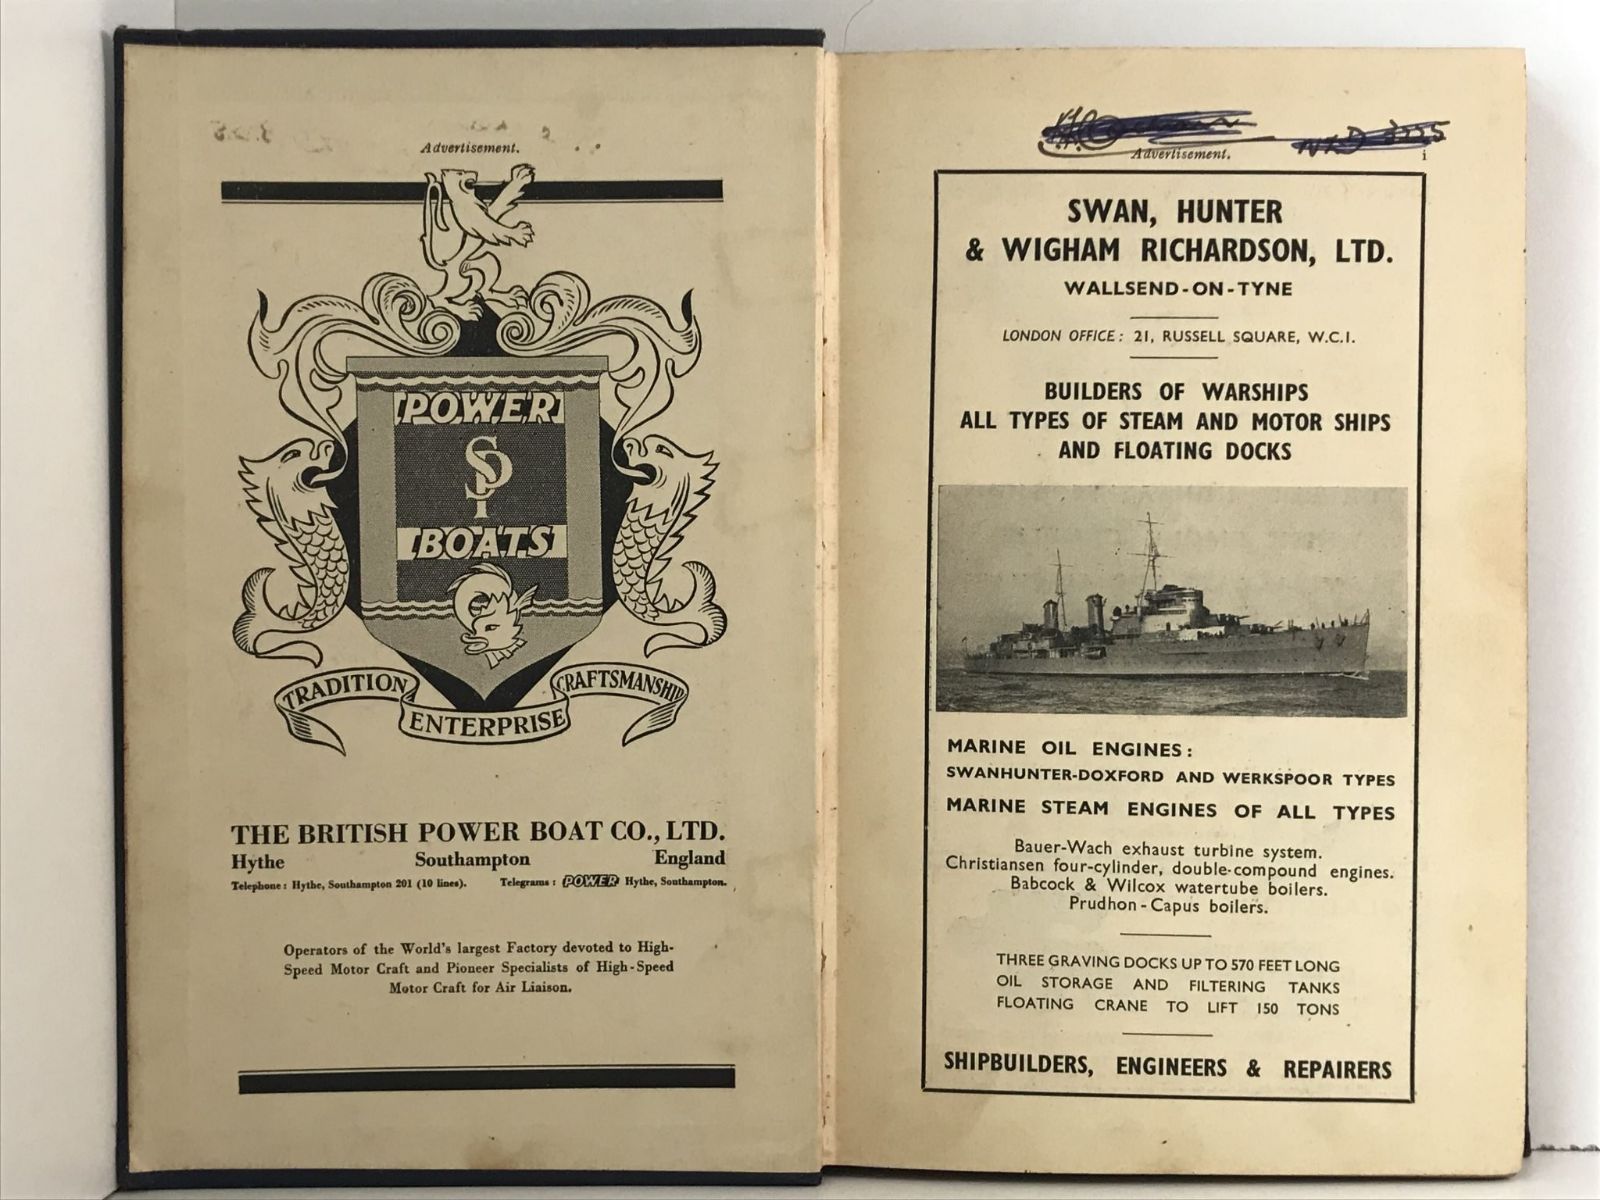 Advertisement.
POWER
SP
BOATS
TRADITION
ENTERPRISE
CRAFTSMANSHIP
THE BRITISH POWER BOAT CO., LTD.
Hythe Southampton England
Telephone: Hythe, Southampton 201 (10 lines). Telegrams: POWER Hythe, Southampton.
Operators of the World's largest Factory devoted to High-
Speed Motor Craft and Pioneer Specialists of High-Speed
Motor Craft for Air Liaison.
Advertisement. i
SWAN, HUNTER
& WIGHAM RICHARDSON, LTD.
WALLSEND-ON-TYNE
LONDON OFFICE: 21, RUSSELL SQUARE, W.C.I.
BUILDERS OF WARSHIPS
ALL TYPES OF STEAM AND MOTOR SHIPS
AND FLOATING DOCKS
MARINE OIL ENGINES:
SWANHUNTER-DOXFORD AND WERKSPOOR TYPES
MARINE STEAM ENGINES OF ALL TYPES
Bauer-Wach exhaust turbine system.
Christiansen four-cylinder, double-compound engines.
Babcock & Wilcox watertube boilers.
Prudhon-Capus boilers.
THREE GRAVING DOCKS UP TO 570 FEET LONG
OIL STORAGE AND FILTERING TANKS
FLOATING CRANE TO LIFT 150 TONS
SHIPBUILDERS, ENGINEERS & REPAIRERS